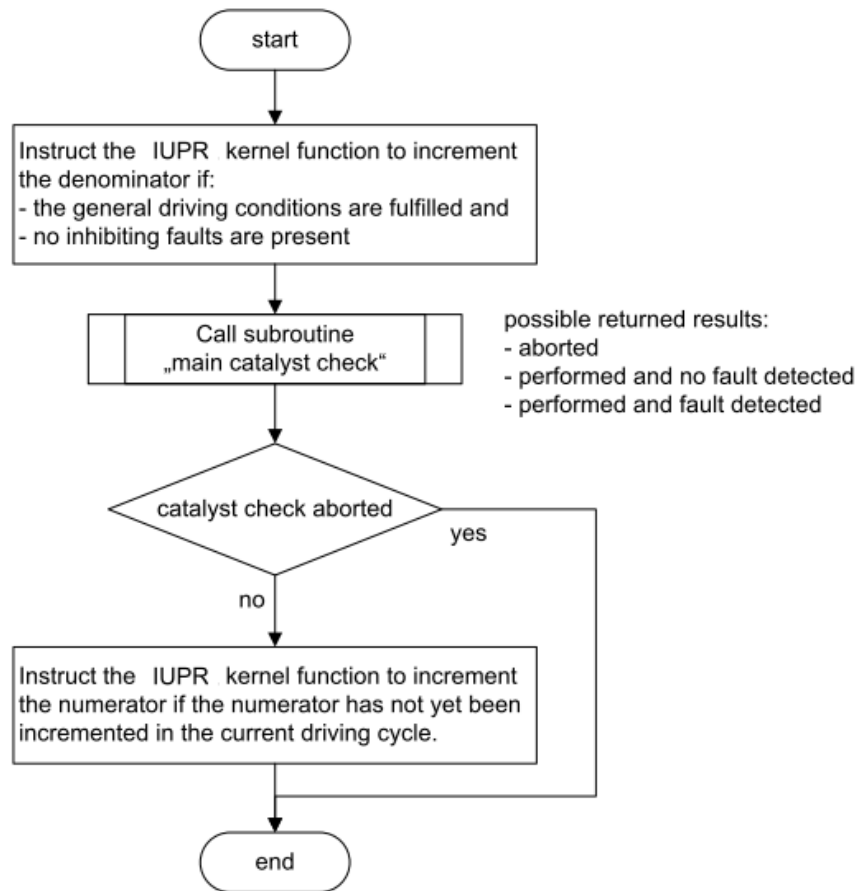 start
Instruct the IUPR kernel function to increment
the denominator if:
- the general driving conditions are fulfilled and
- no inhibiting faults are present
Call subroutine
„main catalyst check“
possible returned results:
- aborted
- performed and no fault detected
- performed and fault detected
catalyst check aborted
yes
no
Instruct the IUPR kernel function to increment
the numerator if the numerator has not yet been
incremented in the current driving cycle.
end